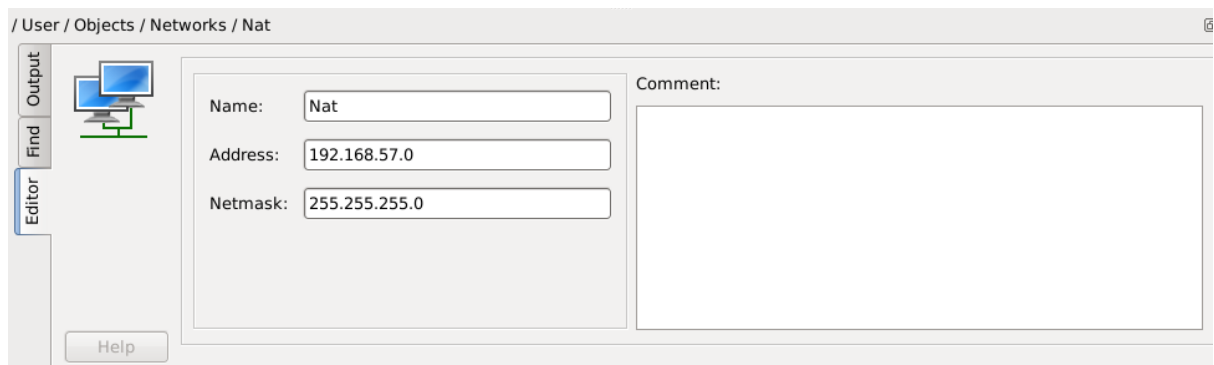 / User / Objects / Networks / Nat
Output
Find
Editor
Name: Nat
Address: 192.168.57.0
Netmask: 255.255.255.0
Comment:
Help